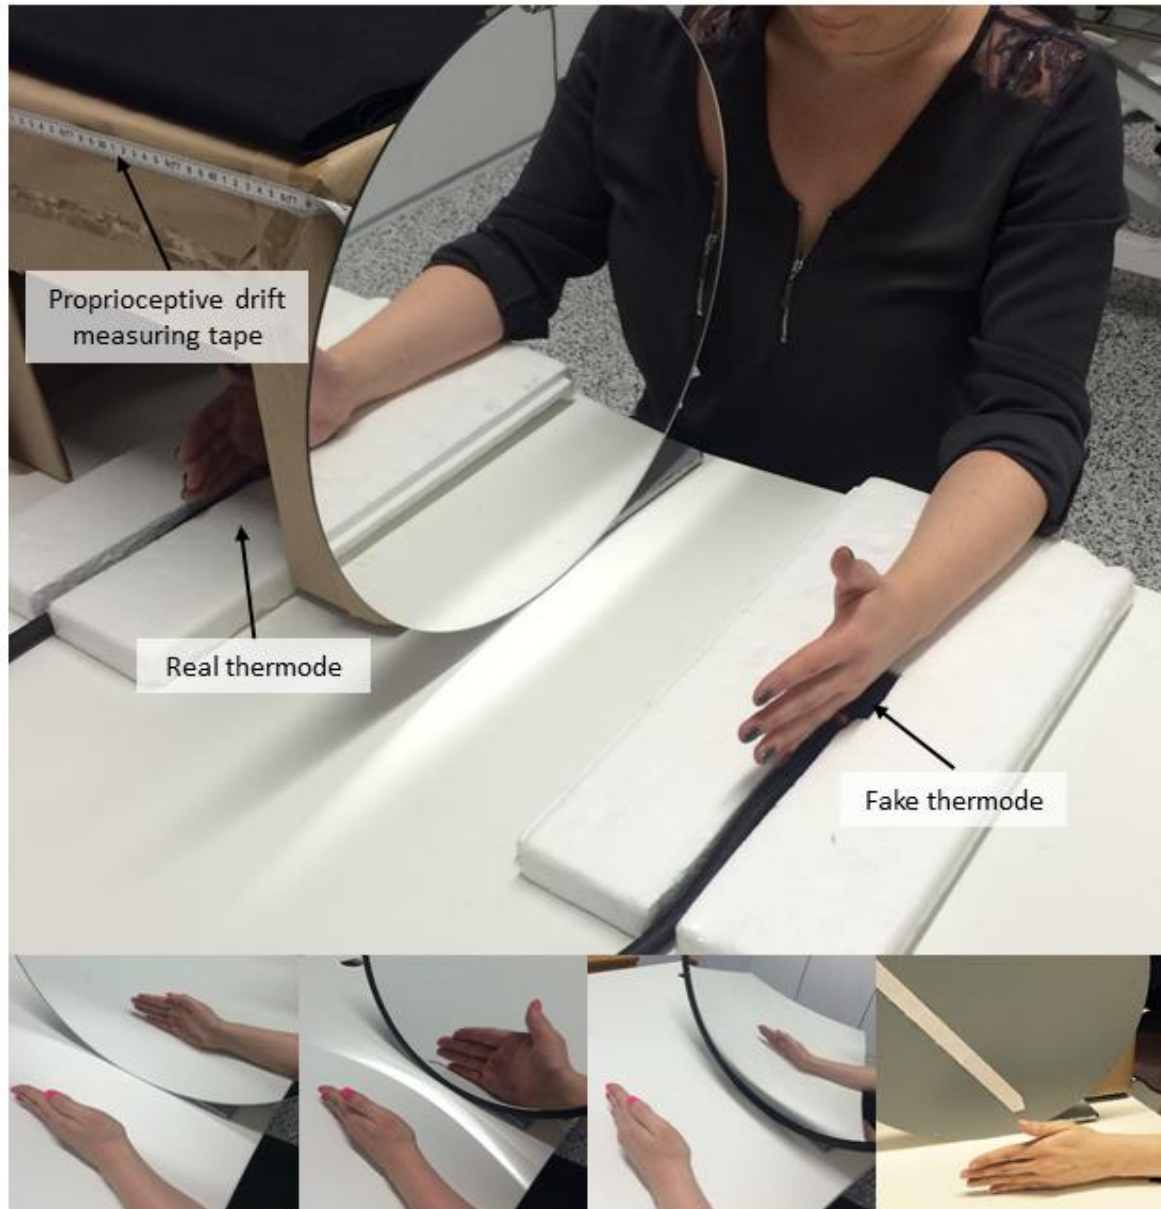 Proprioceptive drift
measuring tape
Real thermode
Fake thermode